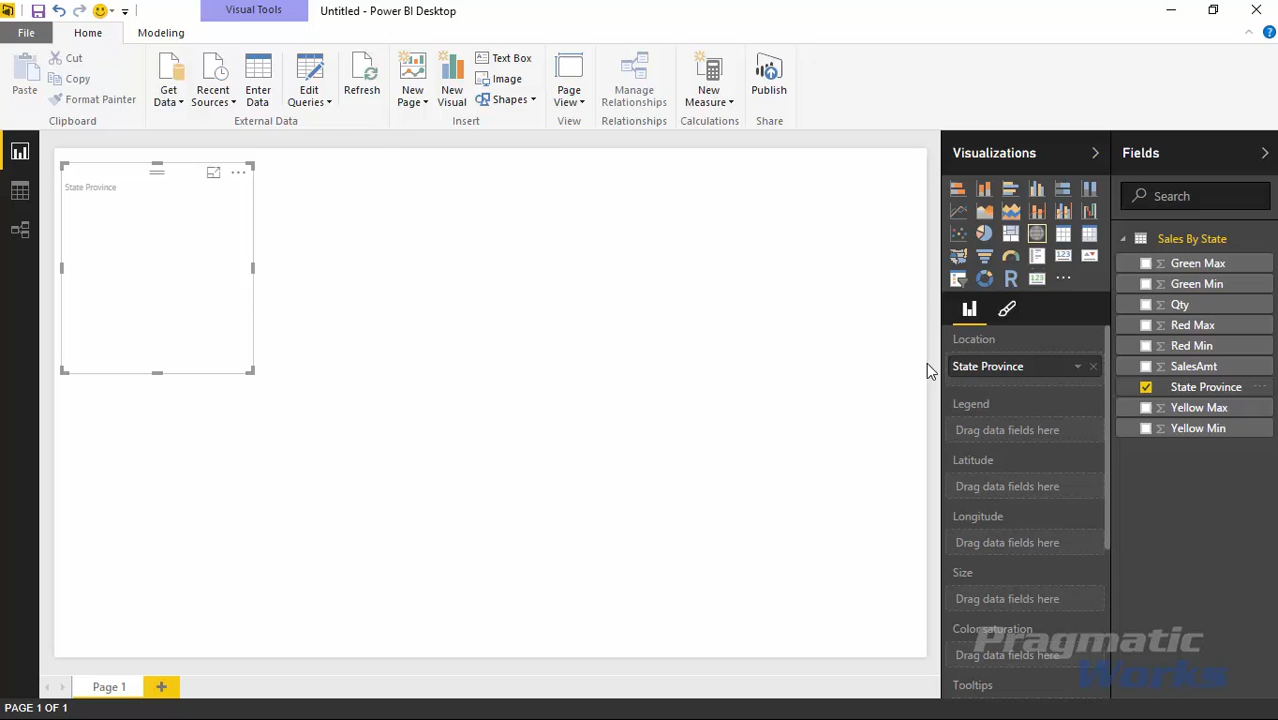 Visual Tools
Untitled - Power BI Desktop
File
Home
Modeling
Paste
Cut
Copy
Format Painter
Clipboard
Get Data
Recent Sources
Enter Data
Edit Queries
Refresh
External Data
New Page
New Visual
Text Box
Image
Shapes
Insert
Page View
View
Manage Relationships
Relationships
New Measure
Calculations
Publish
Share
State Province
Visualizations
Location
State Province
Legend
Drag data fields here
Latitude
Drag data fields here
Longitude
Drag data fields here
Size
Drag data fields here
Color saturation
Drag data fields here
Tooltips
Fields
Search
Sales By State
Green Max
Green Min
Qty
Red Max
Red Min
SalesAmt
State Province
Yellow Max
Yellow Min
Pragmatic
Works
Page 1
PAGE 1 OF 1